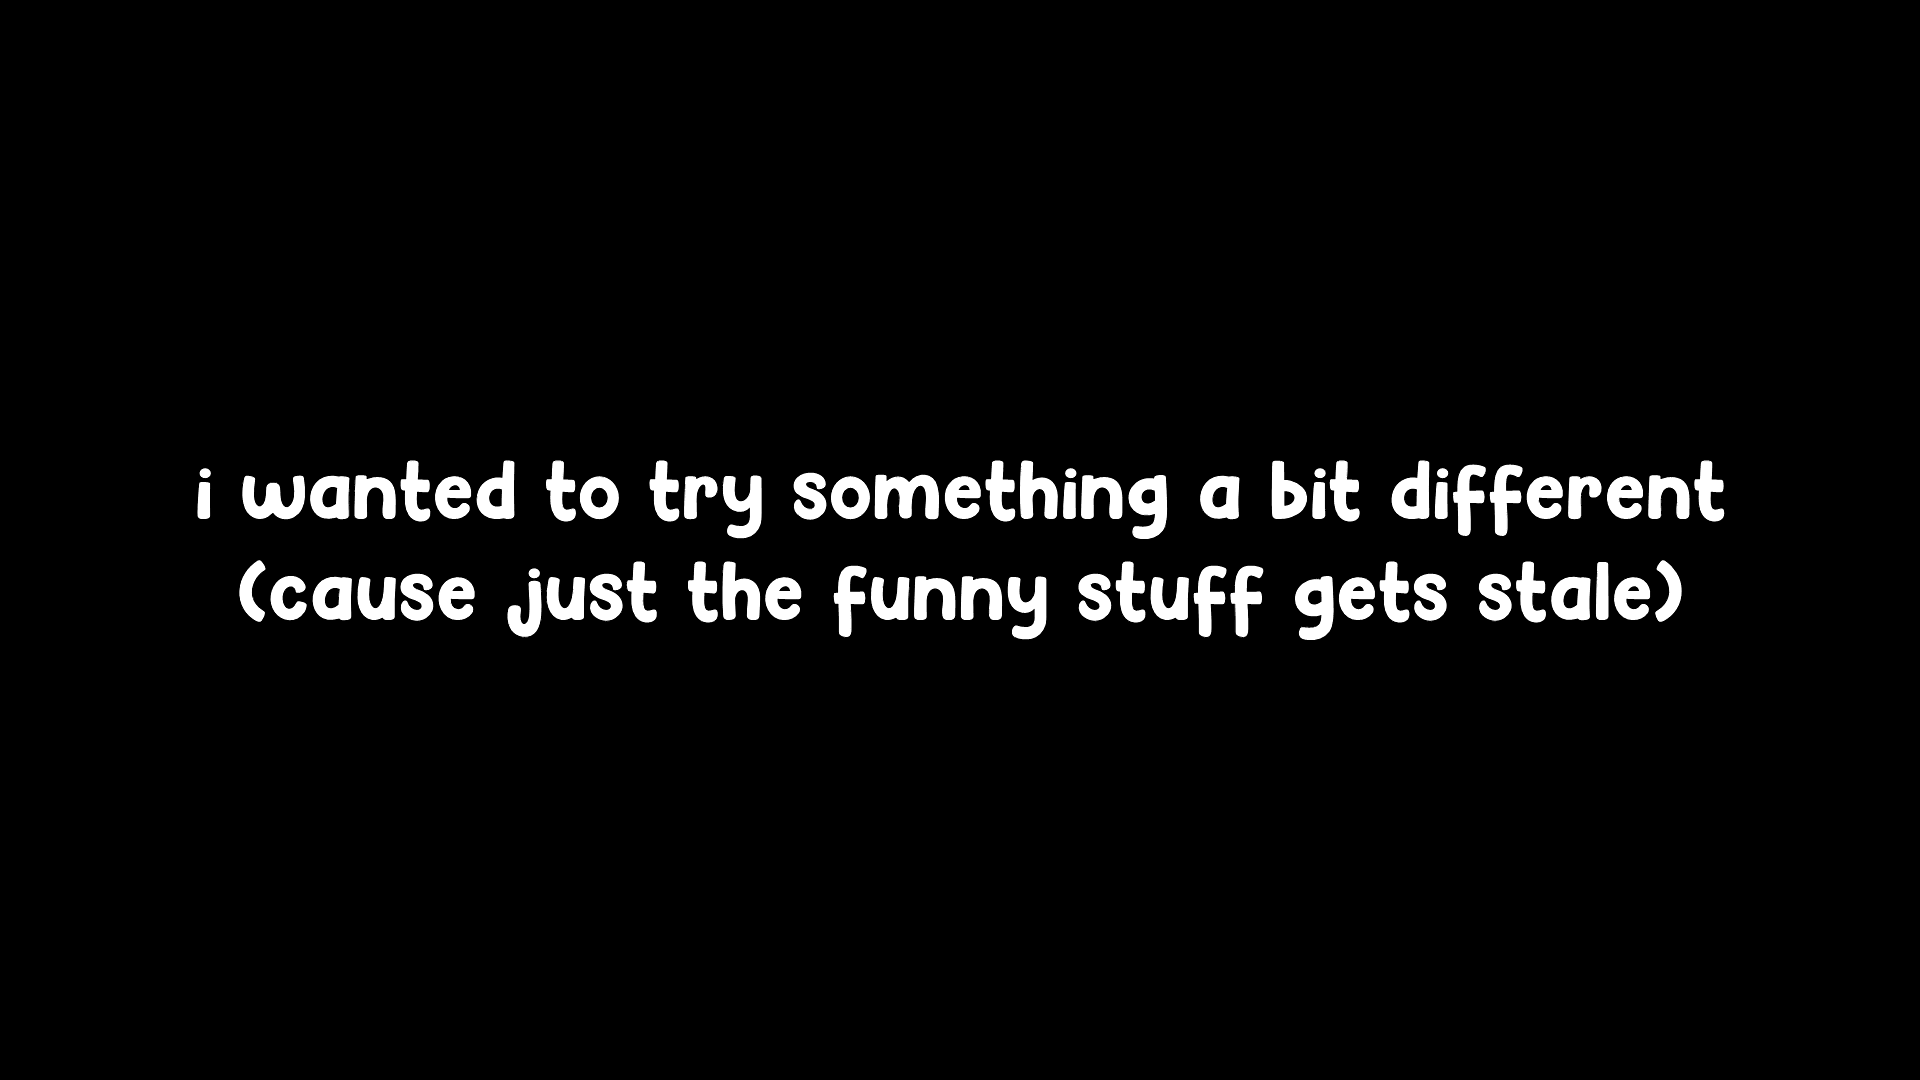 i wanted to try something a bit different
(cause just the funny stuff gets stale)